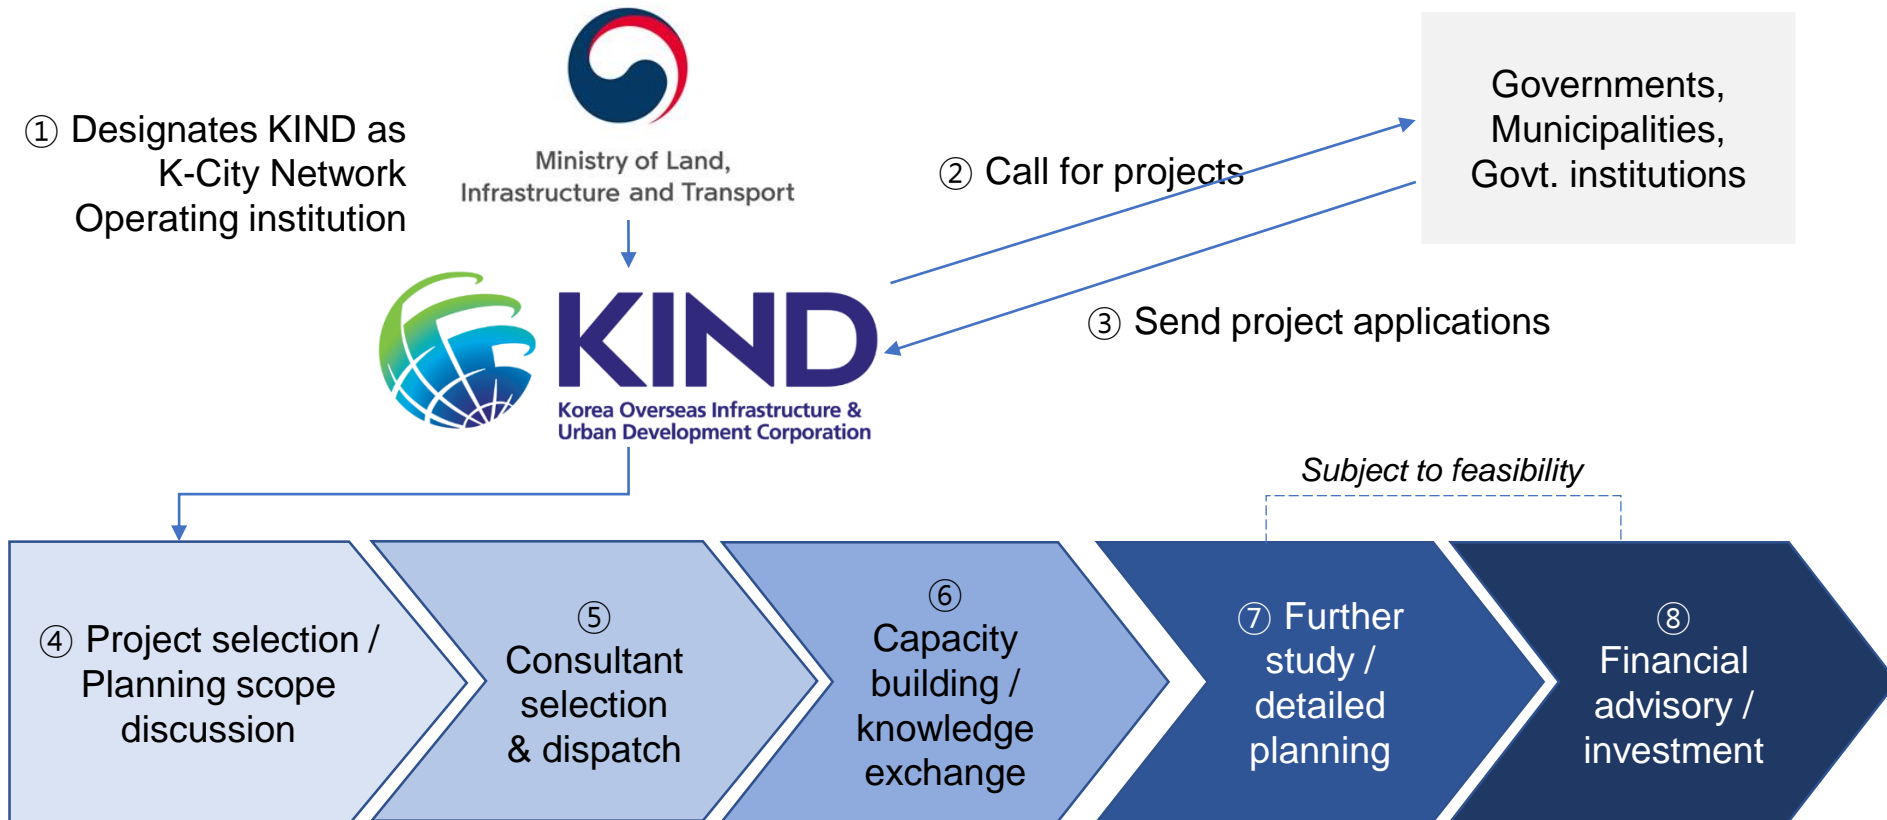 ① Designates KIND as
K-City Network
Operating institution
Ministry of Land,
Infrastructure and Transport
② Call for projects
Governments,
Municipalities,
Govt. institutions
③ Send project applications
KIND
Korea Overseas Infrastructure &
Urban Development Corporation
Subject to feasibility
④ Project selection /
Planning scope
discussion
⑤
Consultant
selection
& dispatch
⑥
Capacity
building /
knowledge
exchange
⑦ Further
study /
detailed
planning
⑧
Financial
advisory /
investment